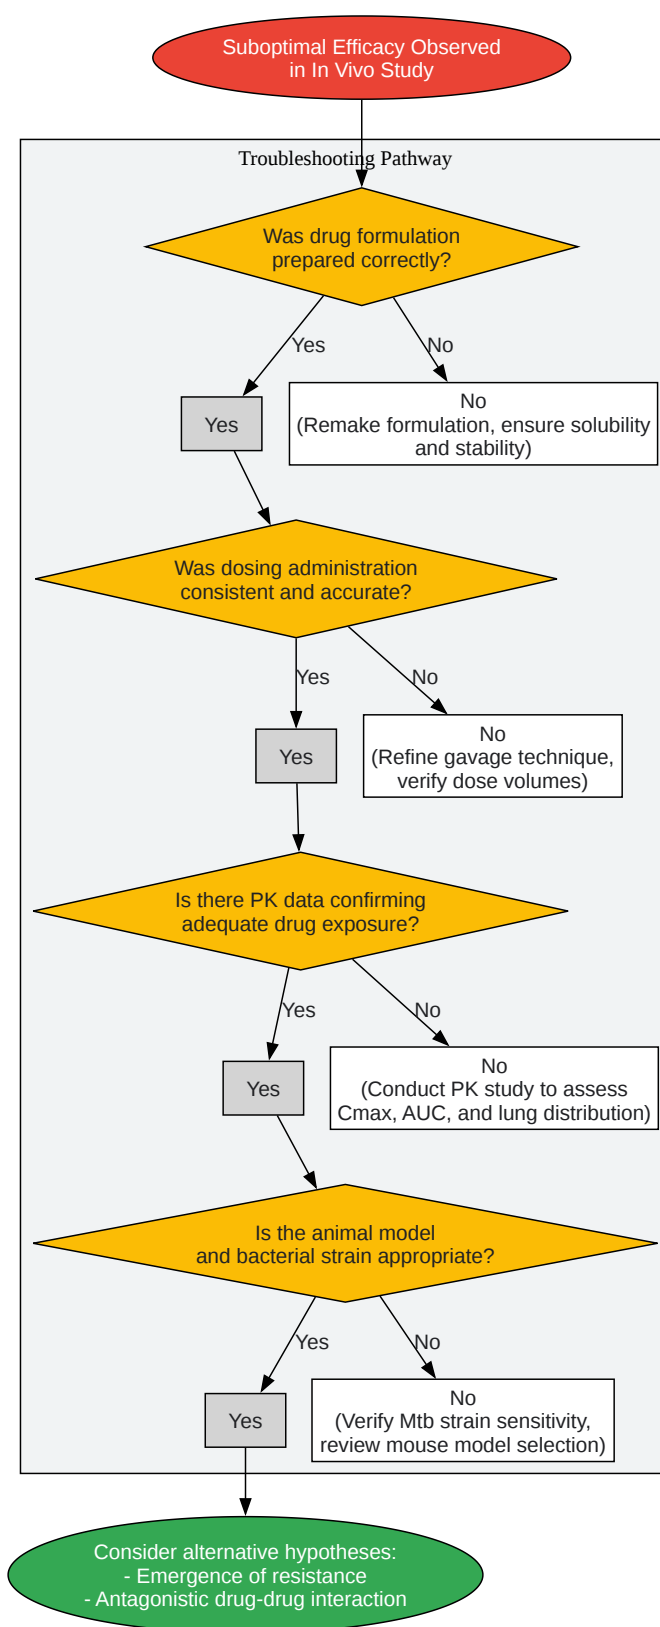 Suboptimal Efficacy Observed
in In Vivo Study
Troubleshooting Pathway
Was drug formulation
prepared correctly?
Yes
No
Yes
No
(Remake formulation, ensure solubility
and stability)
Was dosing administration
consistent and accurate?
Yes
No
Yes
No
(Refine gavage technique,
verify dose volumes)
Is there PK data confirming
adequate drug exposure?
Yes
No
Yes
No
(Conduct PK study to assess
Cmax, AUC, and lung distribution)
Is the animal model
and bacterial strain appropriate?
Yes
No
Yes
No
(Verify Mtb strain sensitivity,
review mouse model selection)
Consider alternative hypotheses:
- Emergence of resistance
- Antagonistic drug-drug interaction